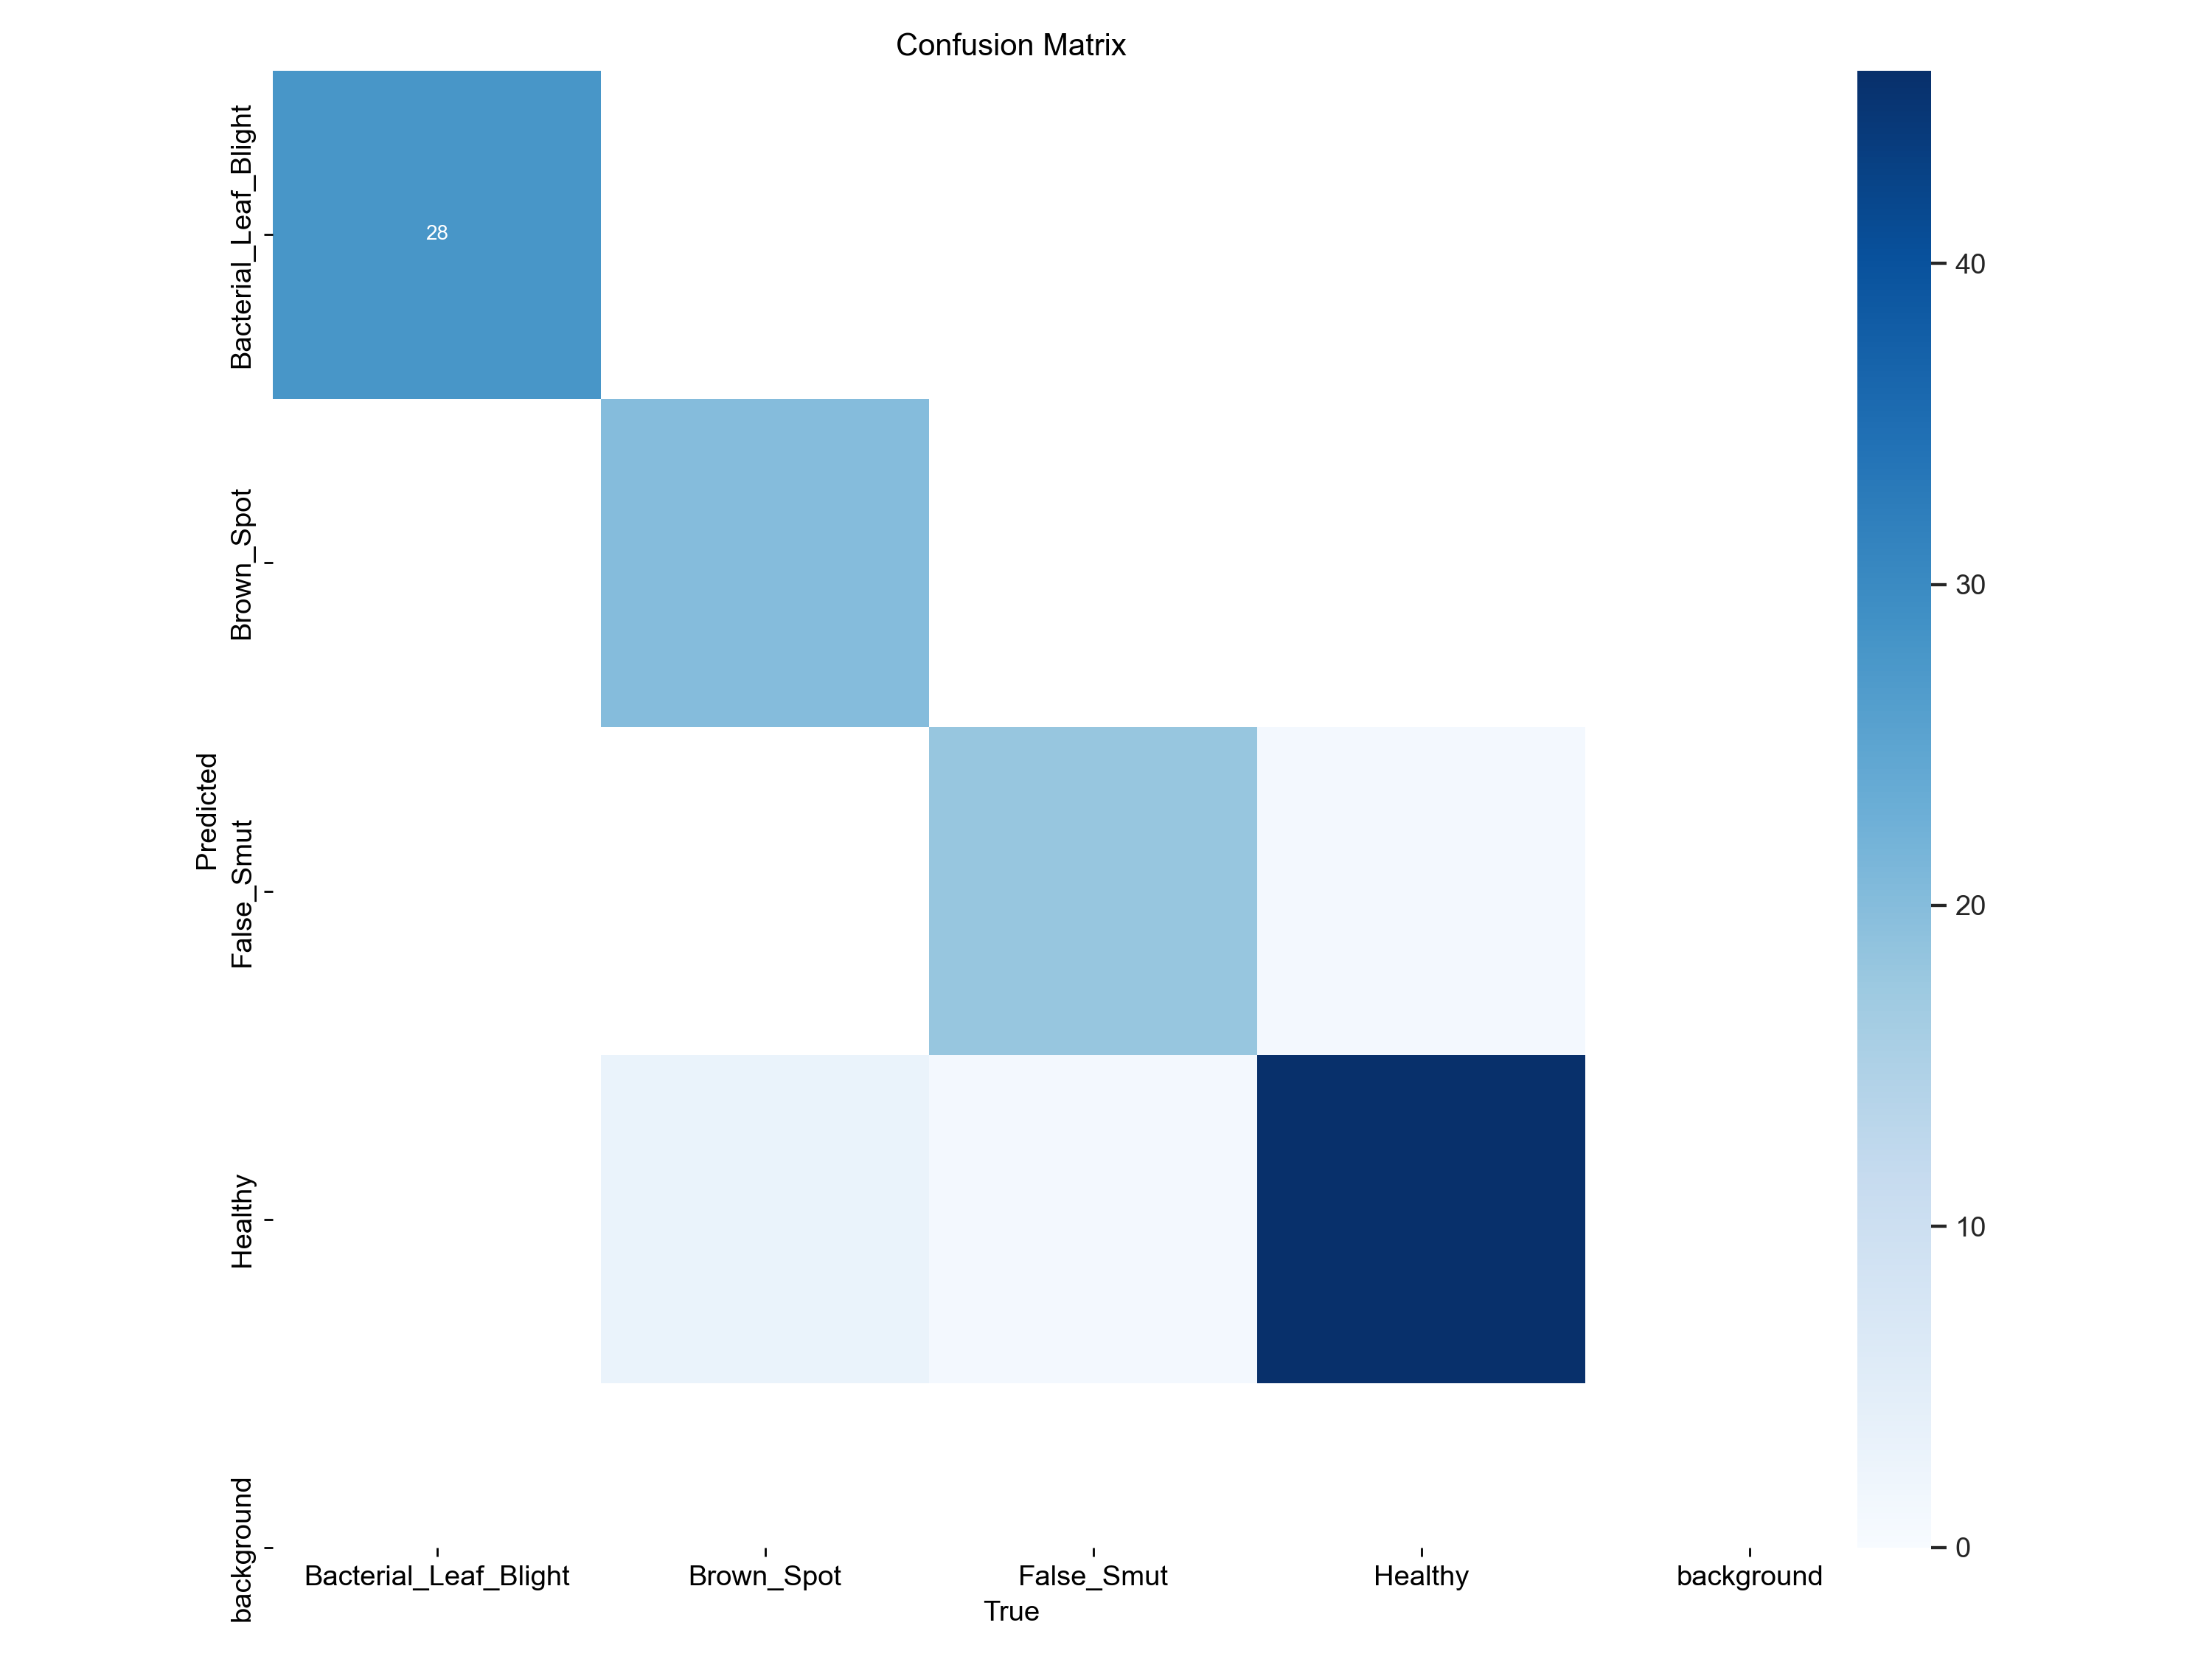 Confusion Matrix
Predicted
Bacterial_Leaf_Blight
Brown_Spot
False_Smut
Healthy
background
28
Bacterial_Leaf_Blight
Brown_Spot
False_Smut
Healthy
background
True
40
30
20
10
0